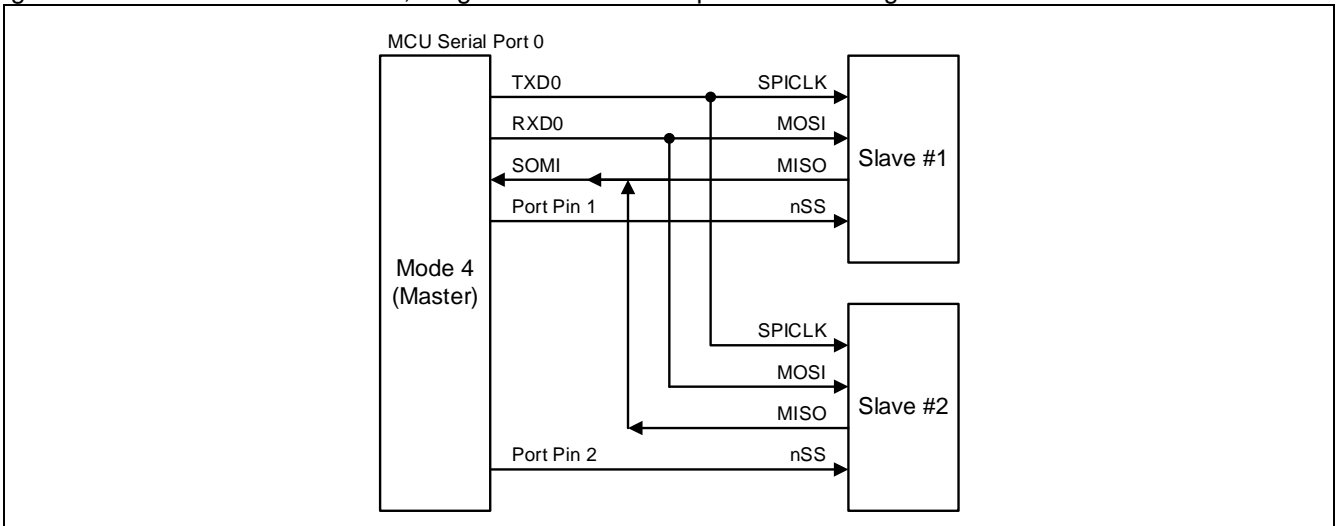 MCU Serial Port 0
TXD0 SPICLK
RXD0 MOSI
SOMI MISO
Slave #1
Port Pin 1 nSS
Mode 4
(Master)
SPICLK
MOSI
MISO
Slave #2
Port Pin 2 nSS